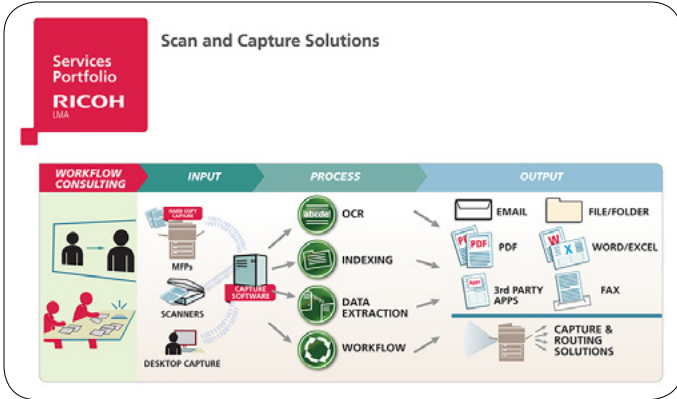 Scan and Capture Solutions
Services
Portfolio
RICOH
LMA
WORKFLOW
CONSULTING
INPUT
PROCESS
OUTPUT
HARD COPY
CAPTURE
MFPs
SCANNERS
DESKTOP CAPTURE
CAPTURE
SOFTWARE
abcde
OCR
INDEXING
DATA
EXTRACTION
WORKFLOW
EMAIL
FILE/FOLDER
PDF
PDF
W
X
WORD/EXCEL
Apps
3rd PARTY
APPS
FAX
CAPTURE &
ROUTING
SOLUTIONS